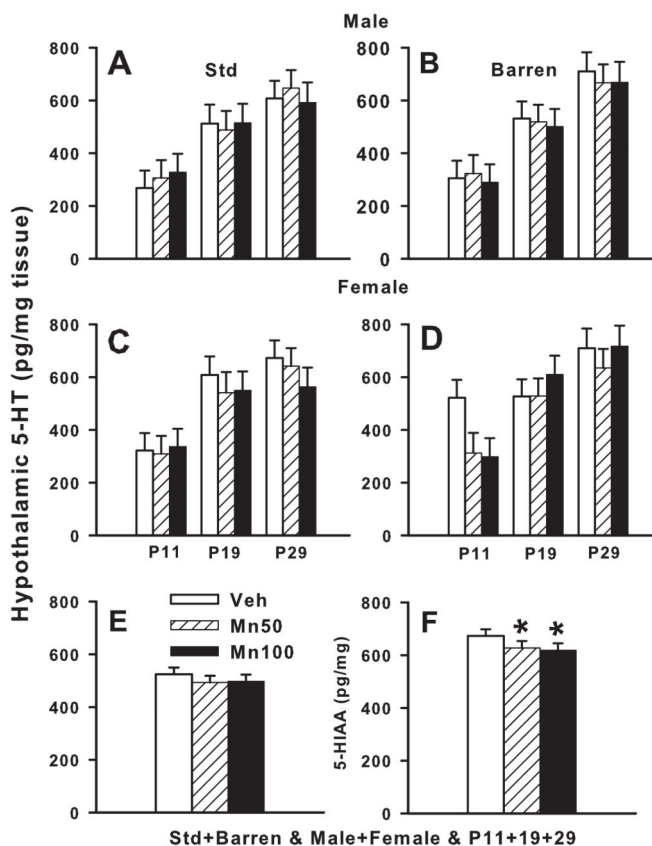 Male
A
Std
800
600
400
200
0
B
Barren
800
600
400
200
0
Female
C
800
600
400
200
0
P11 P19 P29
D
800
600
400
200
0
P11 P19 P29
Hypothalamic 5-HT (pg/mg tissue)
E
Veh
Mn50
Mn100
800
600
400
200
0
F
* *
5-HIAA (pg/mg)
800
600
400
200
0
Std+Barren & Male+Female & P11+19+29